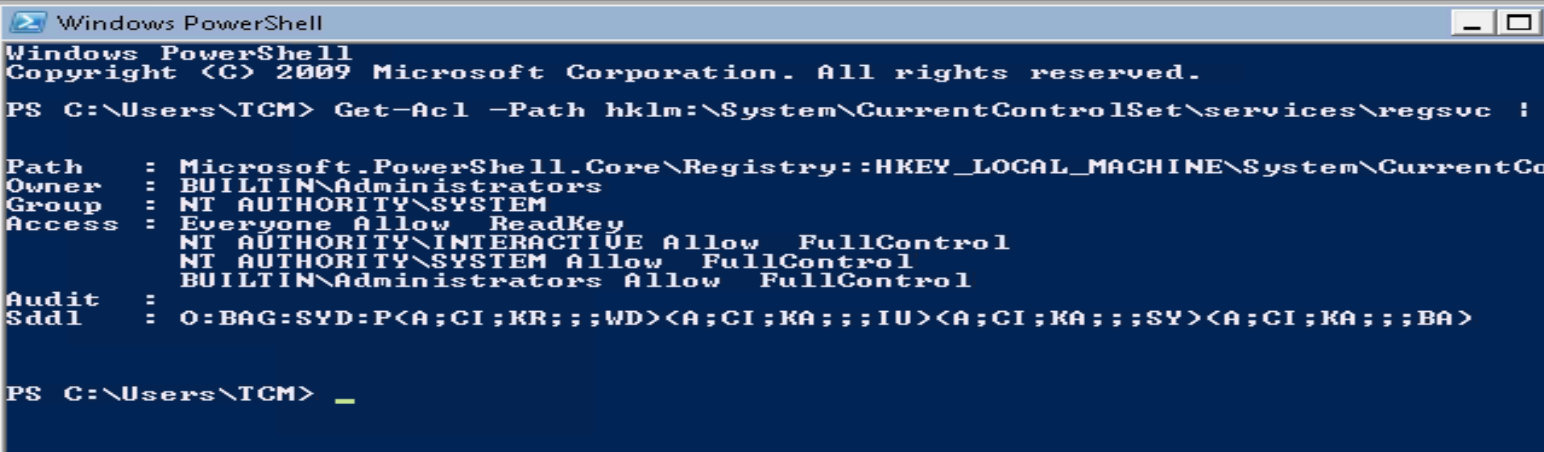 Windows PowerShell
Windows PowerShell
Copyright (C) 2009 Microsoft Corporation. All rights reserved.
PS C:\Users\TCM> Get-Acl -Path hklm:\System\CurrentControlSet\services\regsvc |
Path    : Microsoft.PowerShell.Core\Registry::HKEY_LOCAL_MACHINE\System\CurrentCo
Owner   : BUILTIN\Administrators
Group   : NT AUTHORITY\SYSTEM
Access  : Everyone Allow  ReadKey
          NT AUTHORITY\INTERACTIVE Allow  FullControl
          NT AUTHORITY\SYSTEM Allow  FullControl
          BUILTIN\Administrators Allow  FullControl
Audit   :
Sddl    : O:BAG:SYD:P(A;CI;KR;;;WD)(A;CI;KA;;;IU)(A;CI;KA;;;SY)(A;CI;KA;;;BA)
PS C:\Users\TCM> _